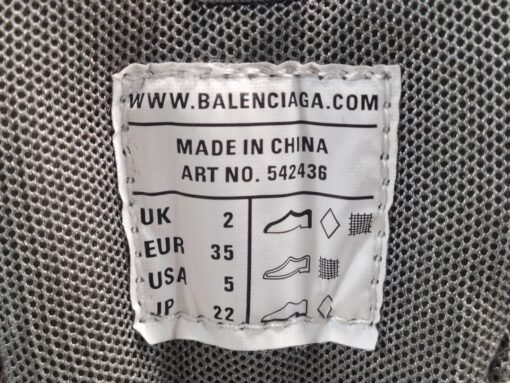 WWW.BALENCIAGA.COM
MADE IN CHINA
ART NO. 542436
UK 2
EUR 35
USA 5
JP 22